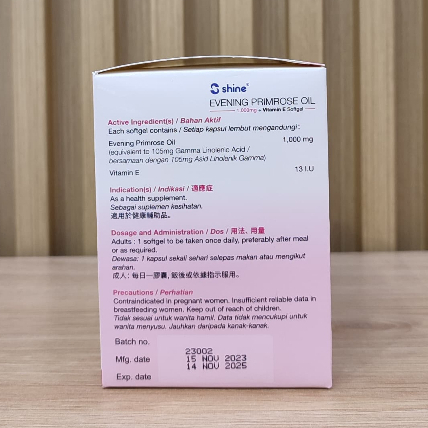 shine
EVENING PRIMROSE OIL
1,000mg + Vitamin E Softgel
Active Ingredient(s) / Bahan Aktif
Each softgel contains / Setiap kapsul lembut mengandungi:
Evening Primrose Oil 1,000 mg
(equivalent to 105mg Gamma Linolenic Acid /
bersamaan dengan 105mg Asid Linolenik Gamma)
Vitamin E 13 I.U
Indication(s) / Indikasi / 適應症
As a health supplement.
Sebagai suplemen kesihatan.
適用於健康輔助品。
Dosage and Administration / Dos / 用法、用量
Adults : 1 softgel to be taken once daily, preferably after meal
or as required.
Dewasa: 1 kapsul sekali sehari selepas makan atau mengikut
arahan.
成人：每日一膠囊，飯後或依據指示服用。
Precautions / Perhatian
Contraindicated in pregnant women. Insufficient reliable data in
breastfeeding women. Keep out of reach of children.
Tidak sesuai untuk wanita hamil. Data tidak mencukupi untuk
wanita menyusu. Jauhkan daripada kanak-kanak.
Batch no. 23002
Mfg. date 15 NOV 2023
Exp. date 14 NOV 2025